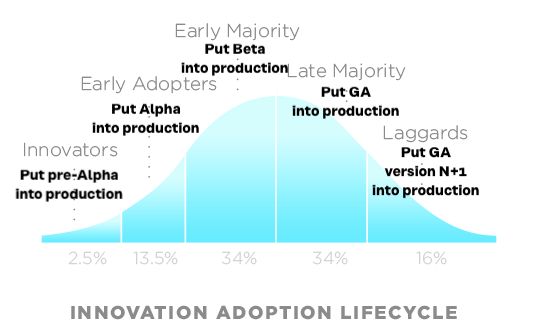 Early Majority
Put Beta
into production
Late Majority
Put GA
into production
Early Adopters
Put Alpha
into production
Laggards
Put GA
version N+1
into production
Innovators
Put pre-Alpha
into production
2.5%
13.5%
34%
34%
16%
INNOVATION ADOPTION LIFECYCLE